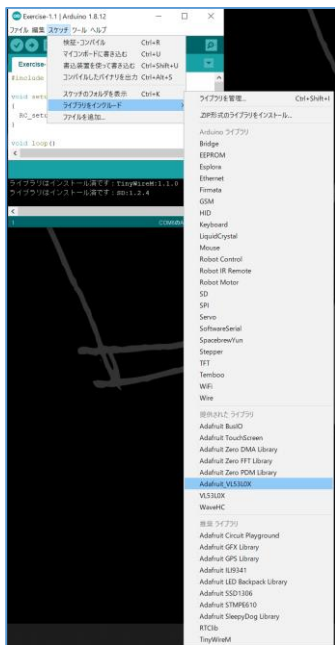 Exercise-1.1 | Arduino 1.8.12
ファイル 編集 スケッチ ツール ヘルプ
検証・コンパイル Ctrl+R
マイコンボードに書き込む Ctrl+U
書込装置を使って書き込む Ctrl+Shift+U
コンパイルしたバイナリを出力 Ctrl+Alt+S
スケッチのフォルダを表示 Ctrl+K
ライブラリをインクルード
ファイルを追加...
Exercise
#include
void setu
{
RC_setu
}
void loop()
<
ライブラリはインストール済です：TinyWireM:1.1.0
ライブラリはインストール済です：SD:1.2.4
<
ライブラリを管理... Ctrl+Shift+I
.ZIP形式のライブラリをインストール...
Arduino ライブラリ
Bridge
EEPROM
Esplora
Ethernet
Firmata
GSM
HID
Keyboard
LiquidCrystal
Mouse
Robot Control
Robot IR Remote
Robot Motor
SD
SPI
Servo
SoftwareSerial
SpacebrewYun
Stepper
TFT
Temboo
WiFi
Wire
提供された ライブラリ
Adafruit BusIO
Adafruit TouchScreen
Adafruit Zero DMA Library
Adafruit Zero FFT Library
Adafruit Zero PDM Library
Adafruit_VL53L0X
VL53L0X
WaveHC
推奨 ライブラリ
Adafruit Circuit Playground
Adafruit GFX Library
Adafruit GPS Library
Adafruit ILI9341
Adafruit LED Backpack Library
Adafruit SSD1306
Adafruit STMPE610
Adafruit SleepyDog Library
RTClib
TinyWireM